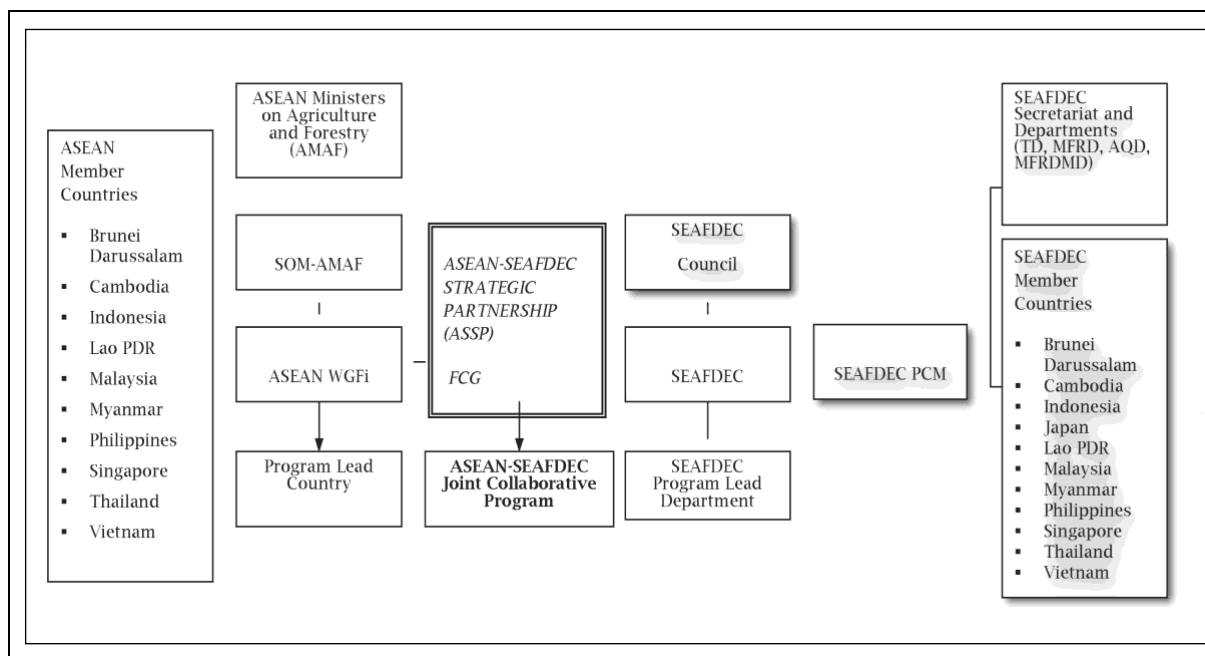 ASEAN
Member
Countries
▪ Brunei
Darussalam
▪ Cambodia
▪ Indonesia
▪ Lao PDR
▪ Malaysia
▪ Myanmar
▪ Philippines
▪ Singapore
▪ Thailand
▪ Vietnam
ASEAN Ministers
on Agriculture
and Forestry
(AMAF)
SOM-AMAF
ASEAN WGFi
Program Lead
Country
ASEAN-SEAFDEC
STRATEGIC
PARTNERSHIP
(ASSP)
FCG
ASEAN-SEAFDEC
Joint Collaborative
Program
SEAFDEC
Council
SEAFDEC
SEAFDEC
Program Lead
Department
SEAFDEC PCM
SEAFDEC
Secretariat and
Departments
(TD, MFRD, AQD,
MFRDMD)
SEAFDEC
Member
Countries
▪ Brunei
Darussalam
▪ Cambodia
▪ Indonesia
▪ Japan
▪ Lao PDR
▪ Malaysia
▪ Myanmar
▪ Philippines
▪ Singapore
▪ Thailand
▪ Vietnam